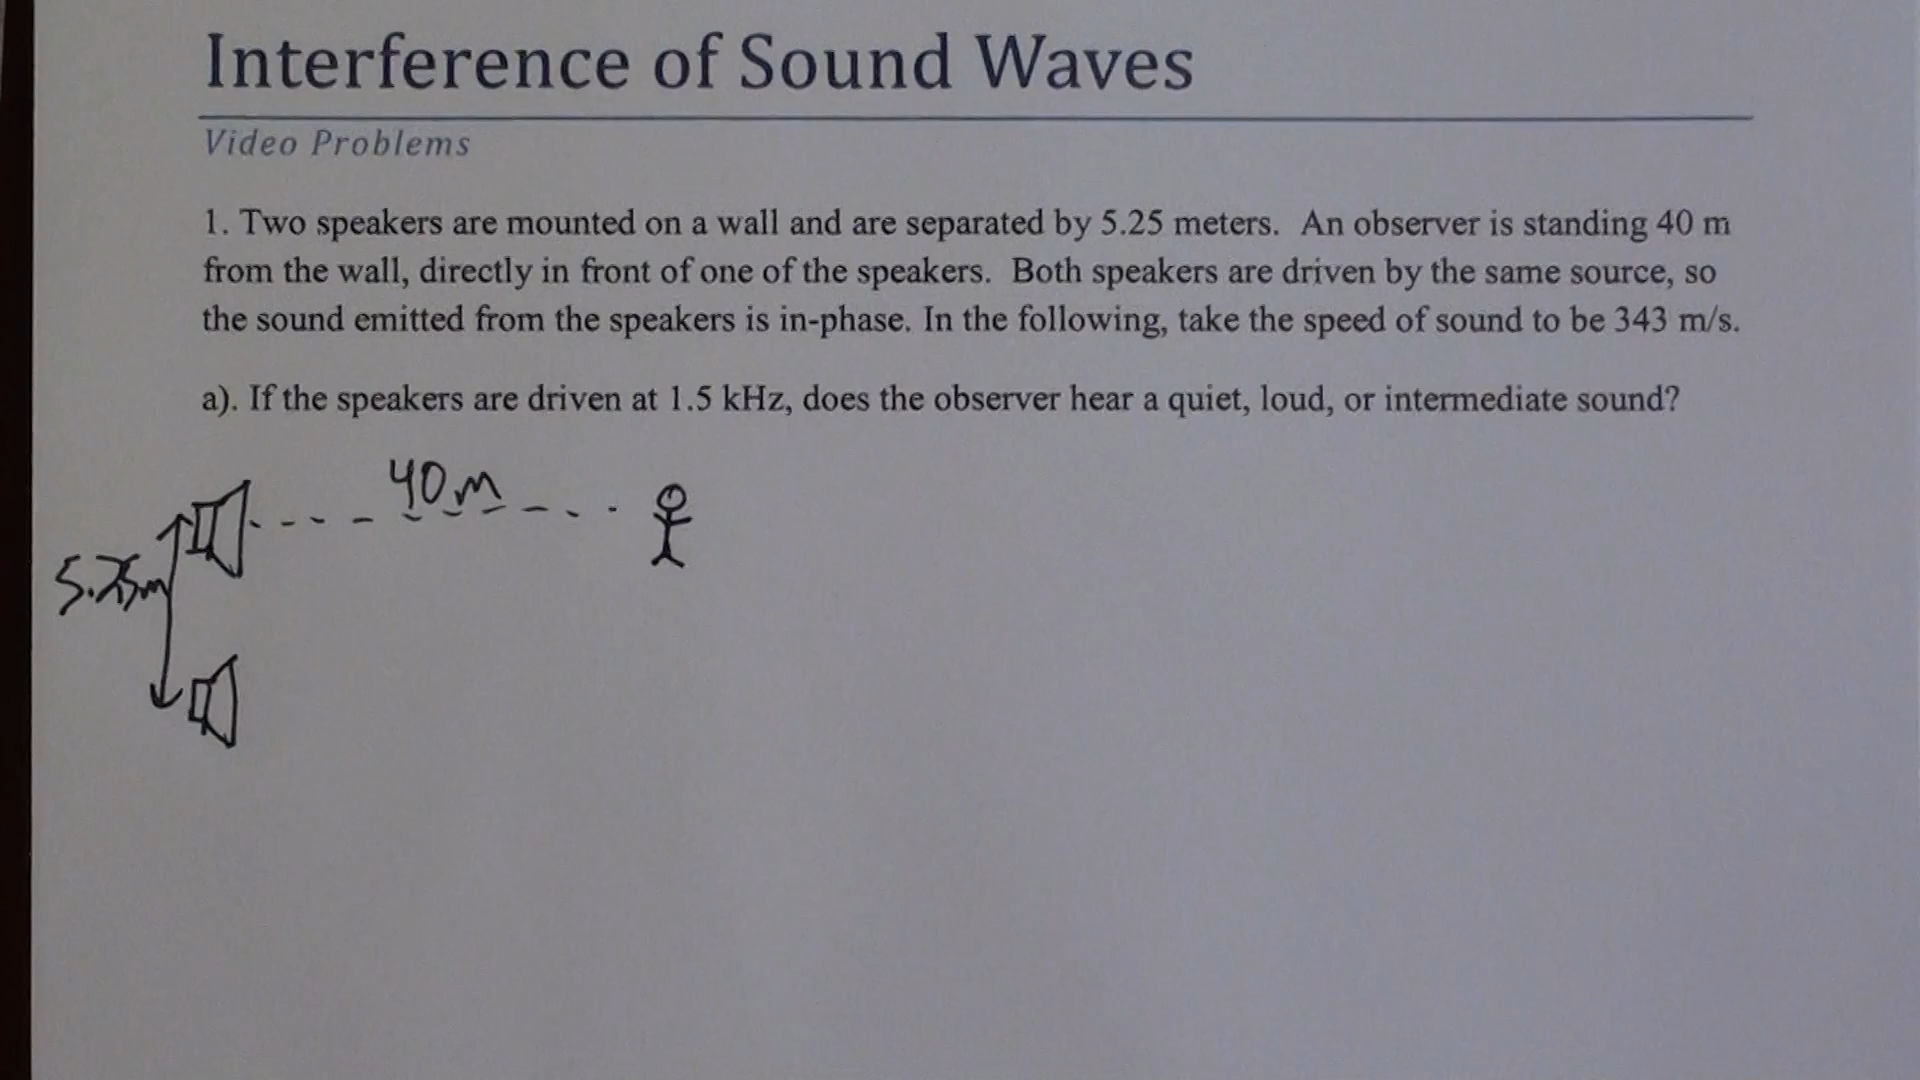 Interference of Sound Waves
Video Problems
1. Two speakers are mounted on a wall and are separated by 5.25 meters. An observer is standing 40 m
from the wall, directly in front of one of the speakers. Both speakers are driven by the same source, so
the sound emitted from the speakers is in-phase. In the following, take the speed of sound to be 343 m/s.
a). If the speakers are driven at 1.5 kHz, does the observer hear a quiet, loud, or intermediate sound?
40 m
5.25m